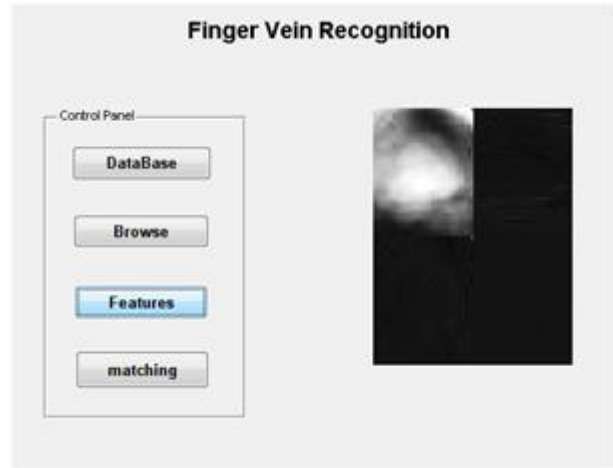 Finger Vein Recognition
Control Panel
DataBase
Browse
Features
matching